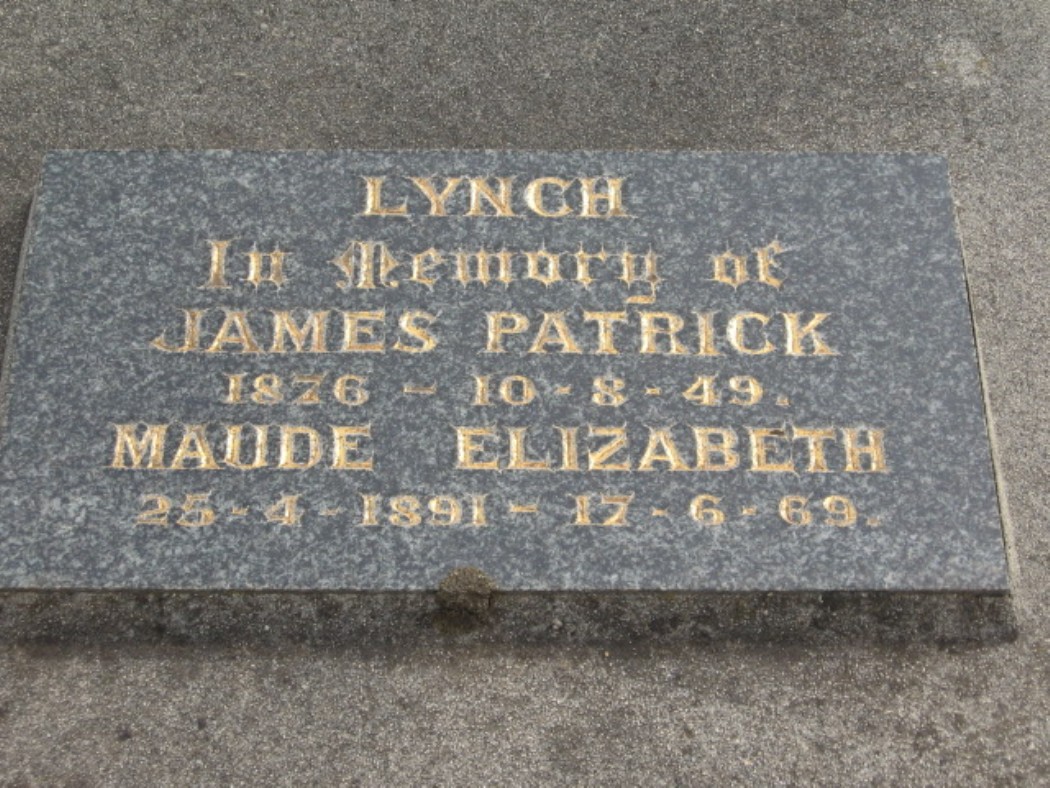 LYNCH
In Memory of
JAMES PATRICK
1876 - 10-8-49.
MAUDE ELIZABETH
25-4-1891 - 17-6-69.